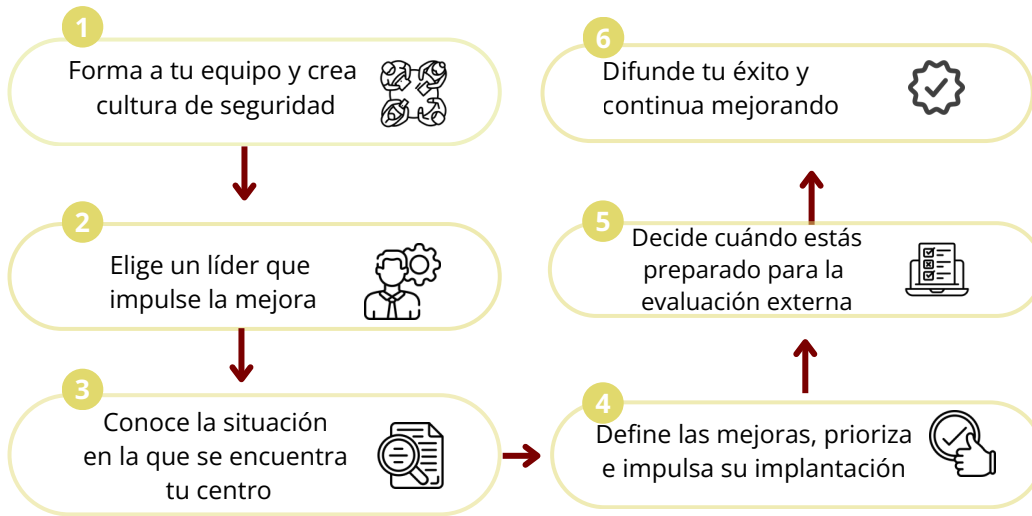 1
Forma a tu equipo y crea
cultura de seguridad
2
Elige un líder que
impulse la mejora
3
Conoce la situación
en la que se encuentra
tu centro
4
Define las mejoras, prioriza
e impulsa su implantación
5
Decide cuándo estás
preparado para la
evaluación externa
6
Difunde tu éxito y
continua mejorando